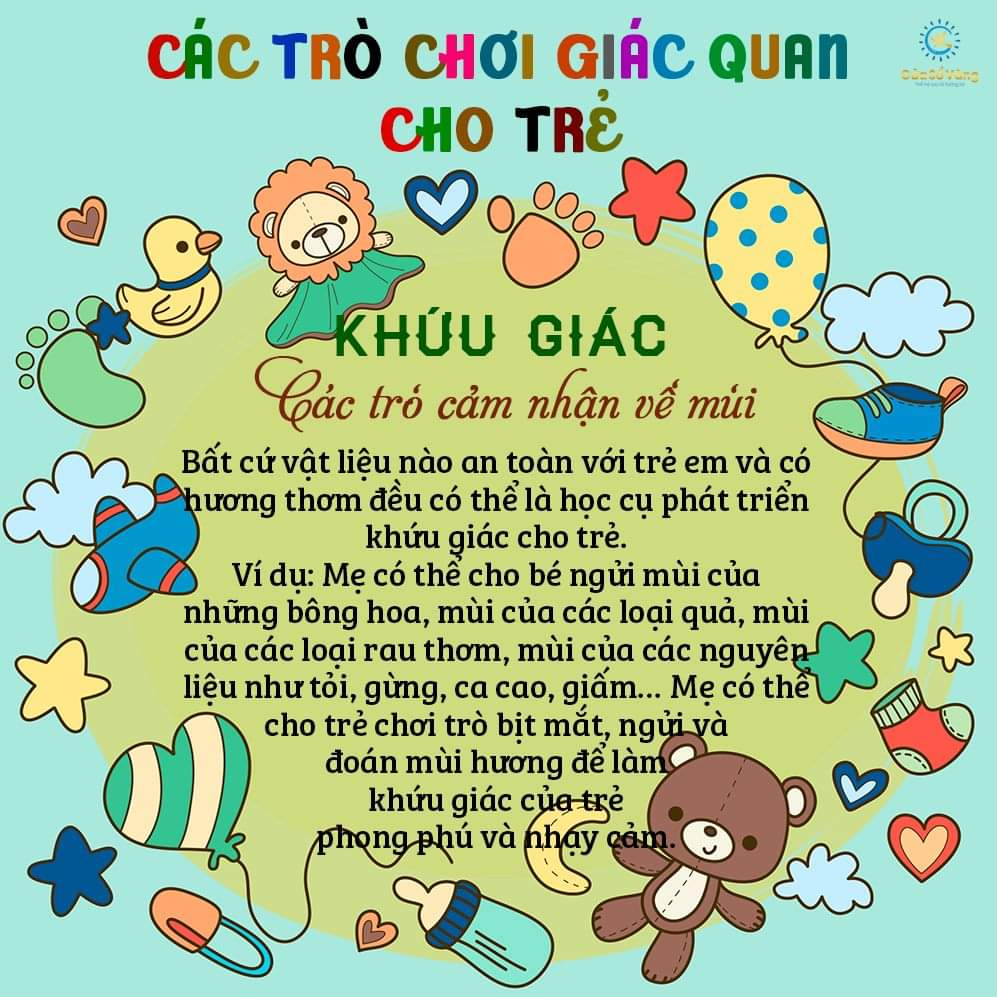 CÁC TRÒ CHƠI GIÁC QUAN
CHO TRẺ
KHỨU GIÁC
Các trò cảm nhận về mùi
Bất cứ vật liệu nào an toàn với trẻ em và có
hương thơm đều có thể là học cụ phát triển
khứu giác cho trẻ.
Ví dụ: Mẹ có thể cho bé ngửi mùi của
những bông hoa, mùi của các loại quả, mùi
của các loại rau thơm, mùi của các nguyên
liệu như tỏi, gừng, ca cao, giấm... Mẹ có thể
cho trẻ chơi trò bịt mắt, ngửi và
đoán mùi hương để làm
khứu giác của trẻ
phong phú và nhạy cảm.